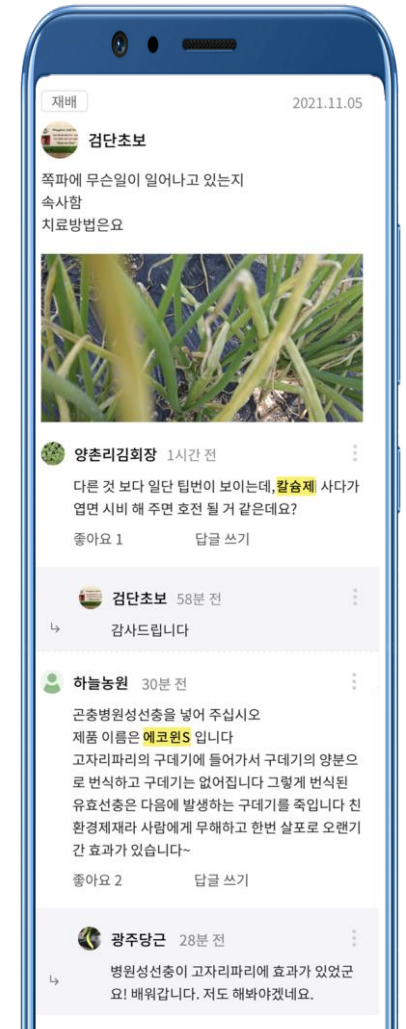 재배
2021.11.05
검단초보
쪽파에 무슨일이 일어나고 있는지
속사함
치료방법은요
양촌리김회장 1시간 전
다른 것 보다 일단 팁번이 보이는데, 칼슘제 사다가
엽면 시비 해 주면 호전 될 거 같은데요?
좋아요 1 답글 쓰기
검단초보 58분 전
감사드립니다
하늘농원 30분 전
곤충병원성선충을 넣어 주십시오
제품 이름은 에코윈S 입니다
고자리파리의 구데기에 들어가서 구데기의 양분으
로 번식하고 구데기는 없어집니다 그렇게 번식된
유효선충은 다음에 발생하는 구데기를 죽입니다 친
환경제재라 사람에게 무해하고 한번 살포로 오랜기
간 효과가 있습니다~
좋아요 2 답글 쓰기
광주당근 28분 전
병원성선충이 고자리파리에 효과가 있었군
요! 배워갑니다. 저도 해봐야겠네요.